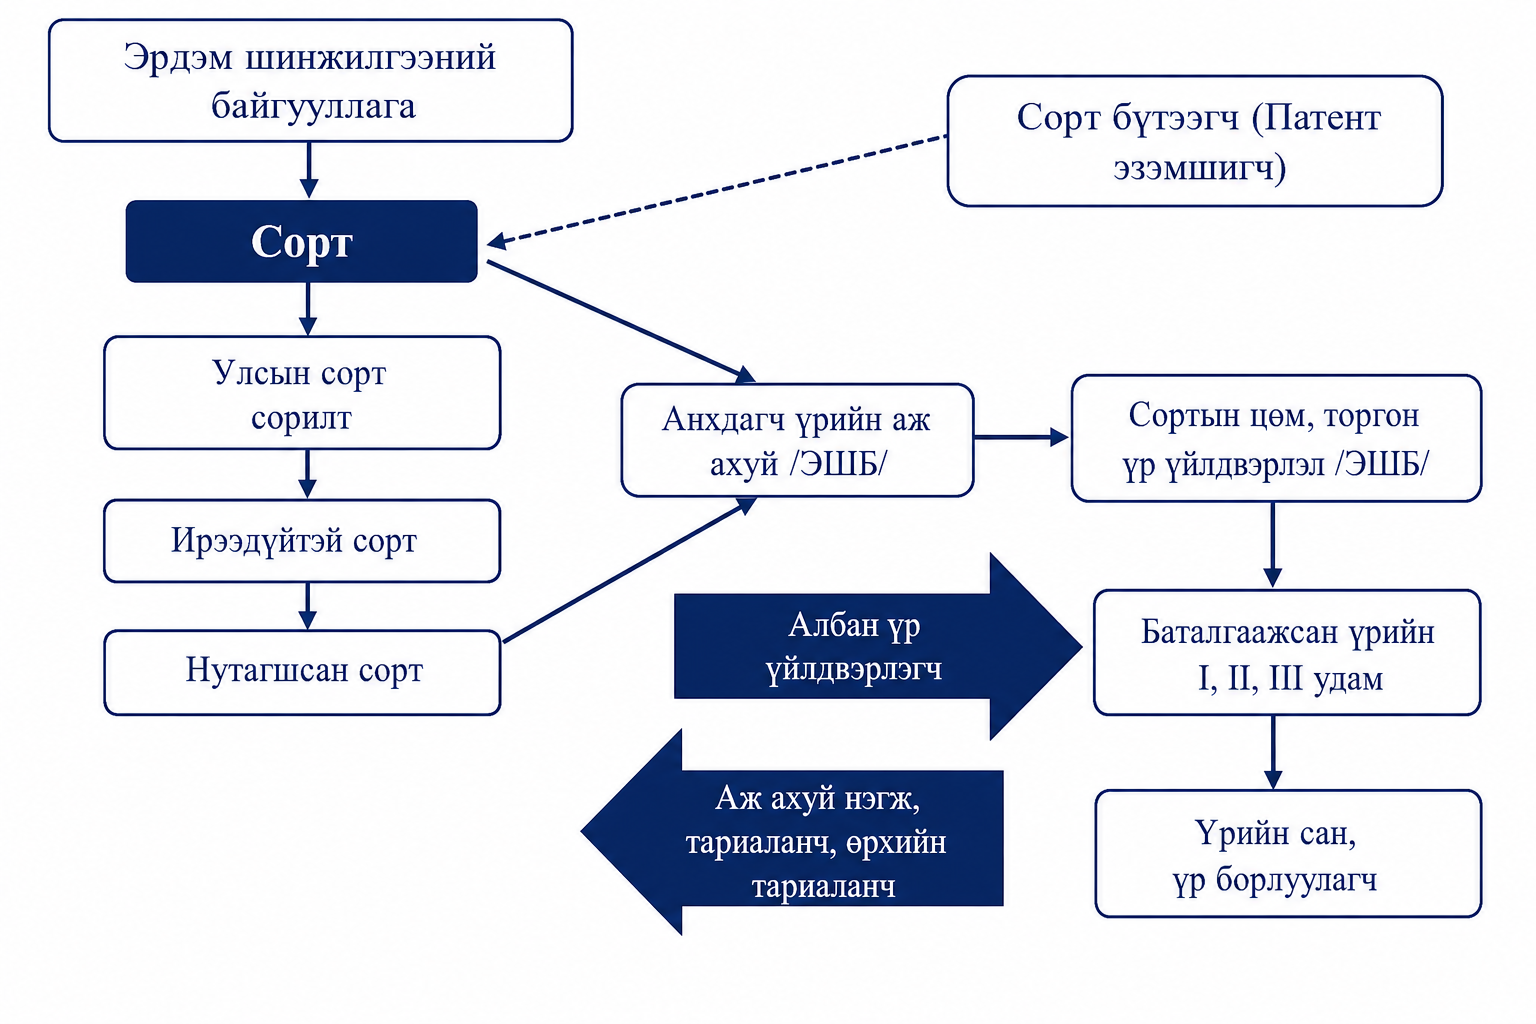 Эрдэм шинжилгээний
байгууллага
Сорт бүтээгч (Патент
эзэмшигч)
Сорт
Улсын сорт
сорилт
Анхдагч үрийн аж
ахуй /ЭШБ/
Сортын цөм, торгон
үр үйлдвэрлэл /ЭШБ/
Ирээдүйтэй сорт
Нутагшсан сорт
Албан үр
үйлдвэрлэгч
Баталгаажсан үрийн
I, II, III удам
Аж ахуй нэгж,
тариаланч, өрхийн
тариаланч
Үрийн сан,
үр борлуулагч